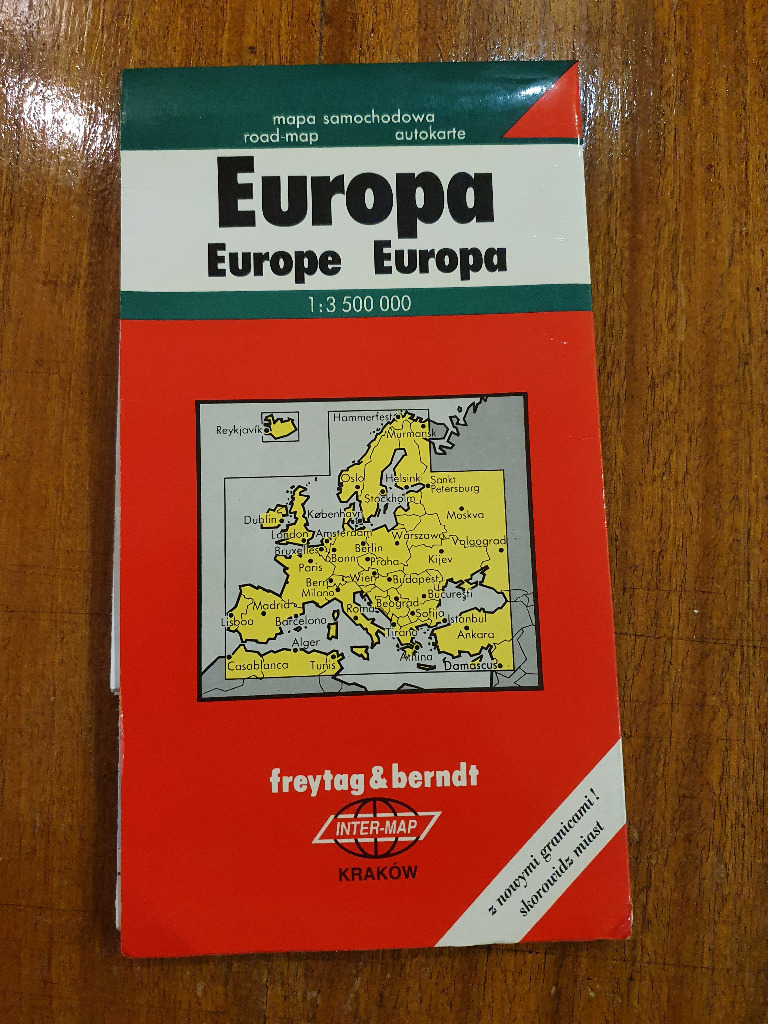 mapa samochodowa
road-map autokarte
Europa
Europe Europa
1:3 500 000
Reykjavík
Hammerfest
Murmansk
Oslo Helsinki Sankt
Petersburg
Stockholm
Dublin København Moskva
London Amsterdam Warszawa Volgograd
Bruxelles Berlin
Bonn Praha Kijev
Paris
Bern Wien Budapest
Milano București
Madrid Roma Beograd
Lisboa Barcelona Sofija İstanbul
Tiranë Ankara
Alger
Athína
Casablanca Tunis Damascus
freytag & berndt
INTER-MAP
KRAKÓW
z nowymi granicami !
skorowidz miast